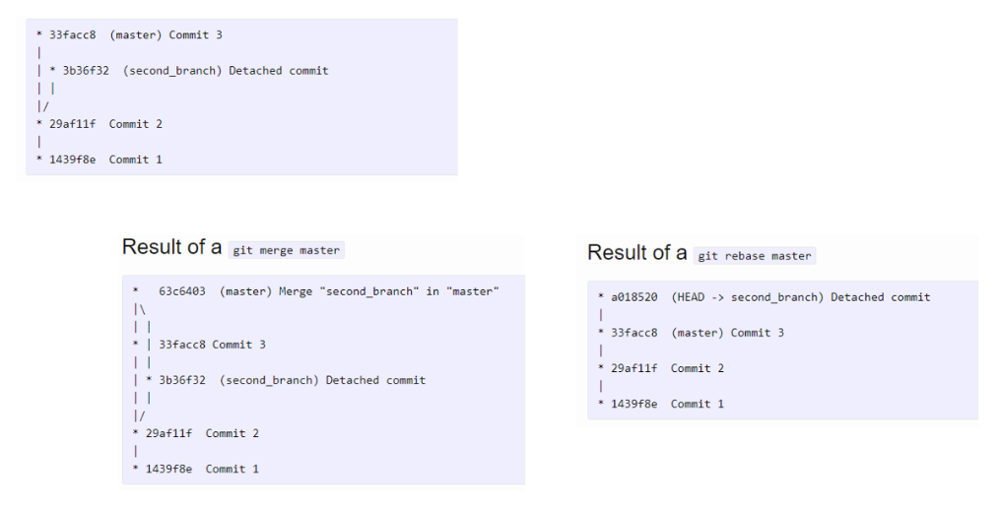 * 33facc8  (master) Commit 3
|
| * 3b36f32  (second_branch) Detached commit
| |
|/
* 29af11f  Commit 2
|
* 1439f8e  Commit 1
Result of a git merge master
*   63c6403  (master) Merge "second_branch" in "master"
|\
| |
* | 33facc8 Commit 3
| |
| * 3b36f32  (second_branch) Detached commit
| |
|/
* 29af11f  Commit 2
|
* 1439f8e  Commit 1
Result of a git rebase master
* a018520  (HEAD -> second_branch) Detached commit
|
* 33facc8  (master) Commit 3
|
* 29af11f  Commit 2
|
* 1439f8e  Commit 1